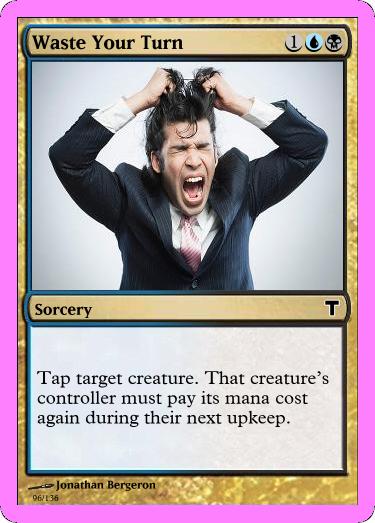 Waste Your Turn 1
Sorcery T
Tap target creature. That creature's
controller must pay its mana cost
again during their next upkeep.
Jonathan Bergeron
96/136